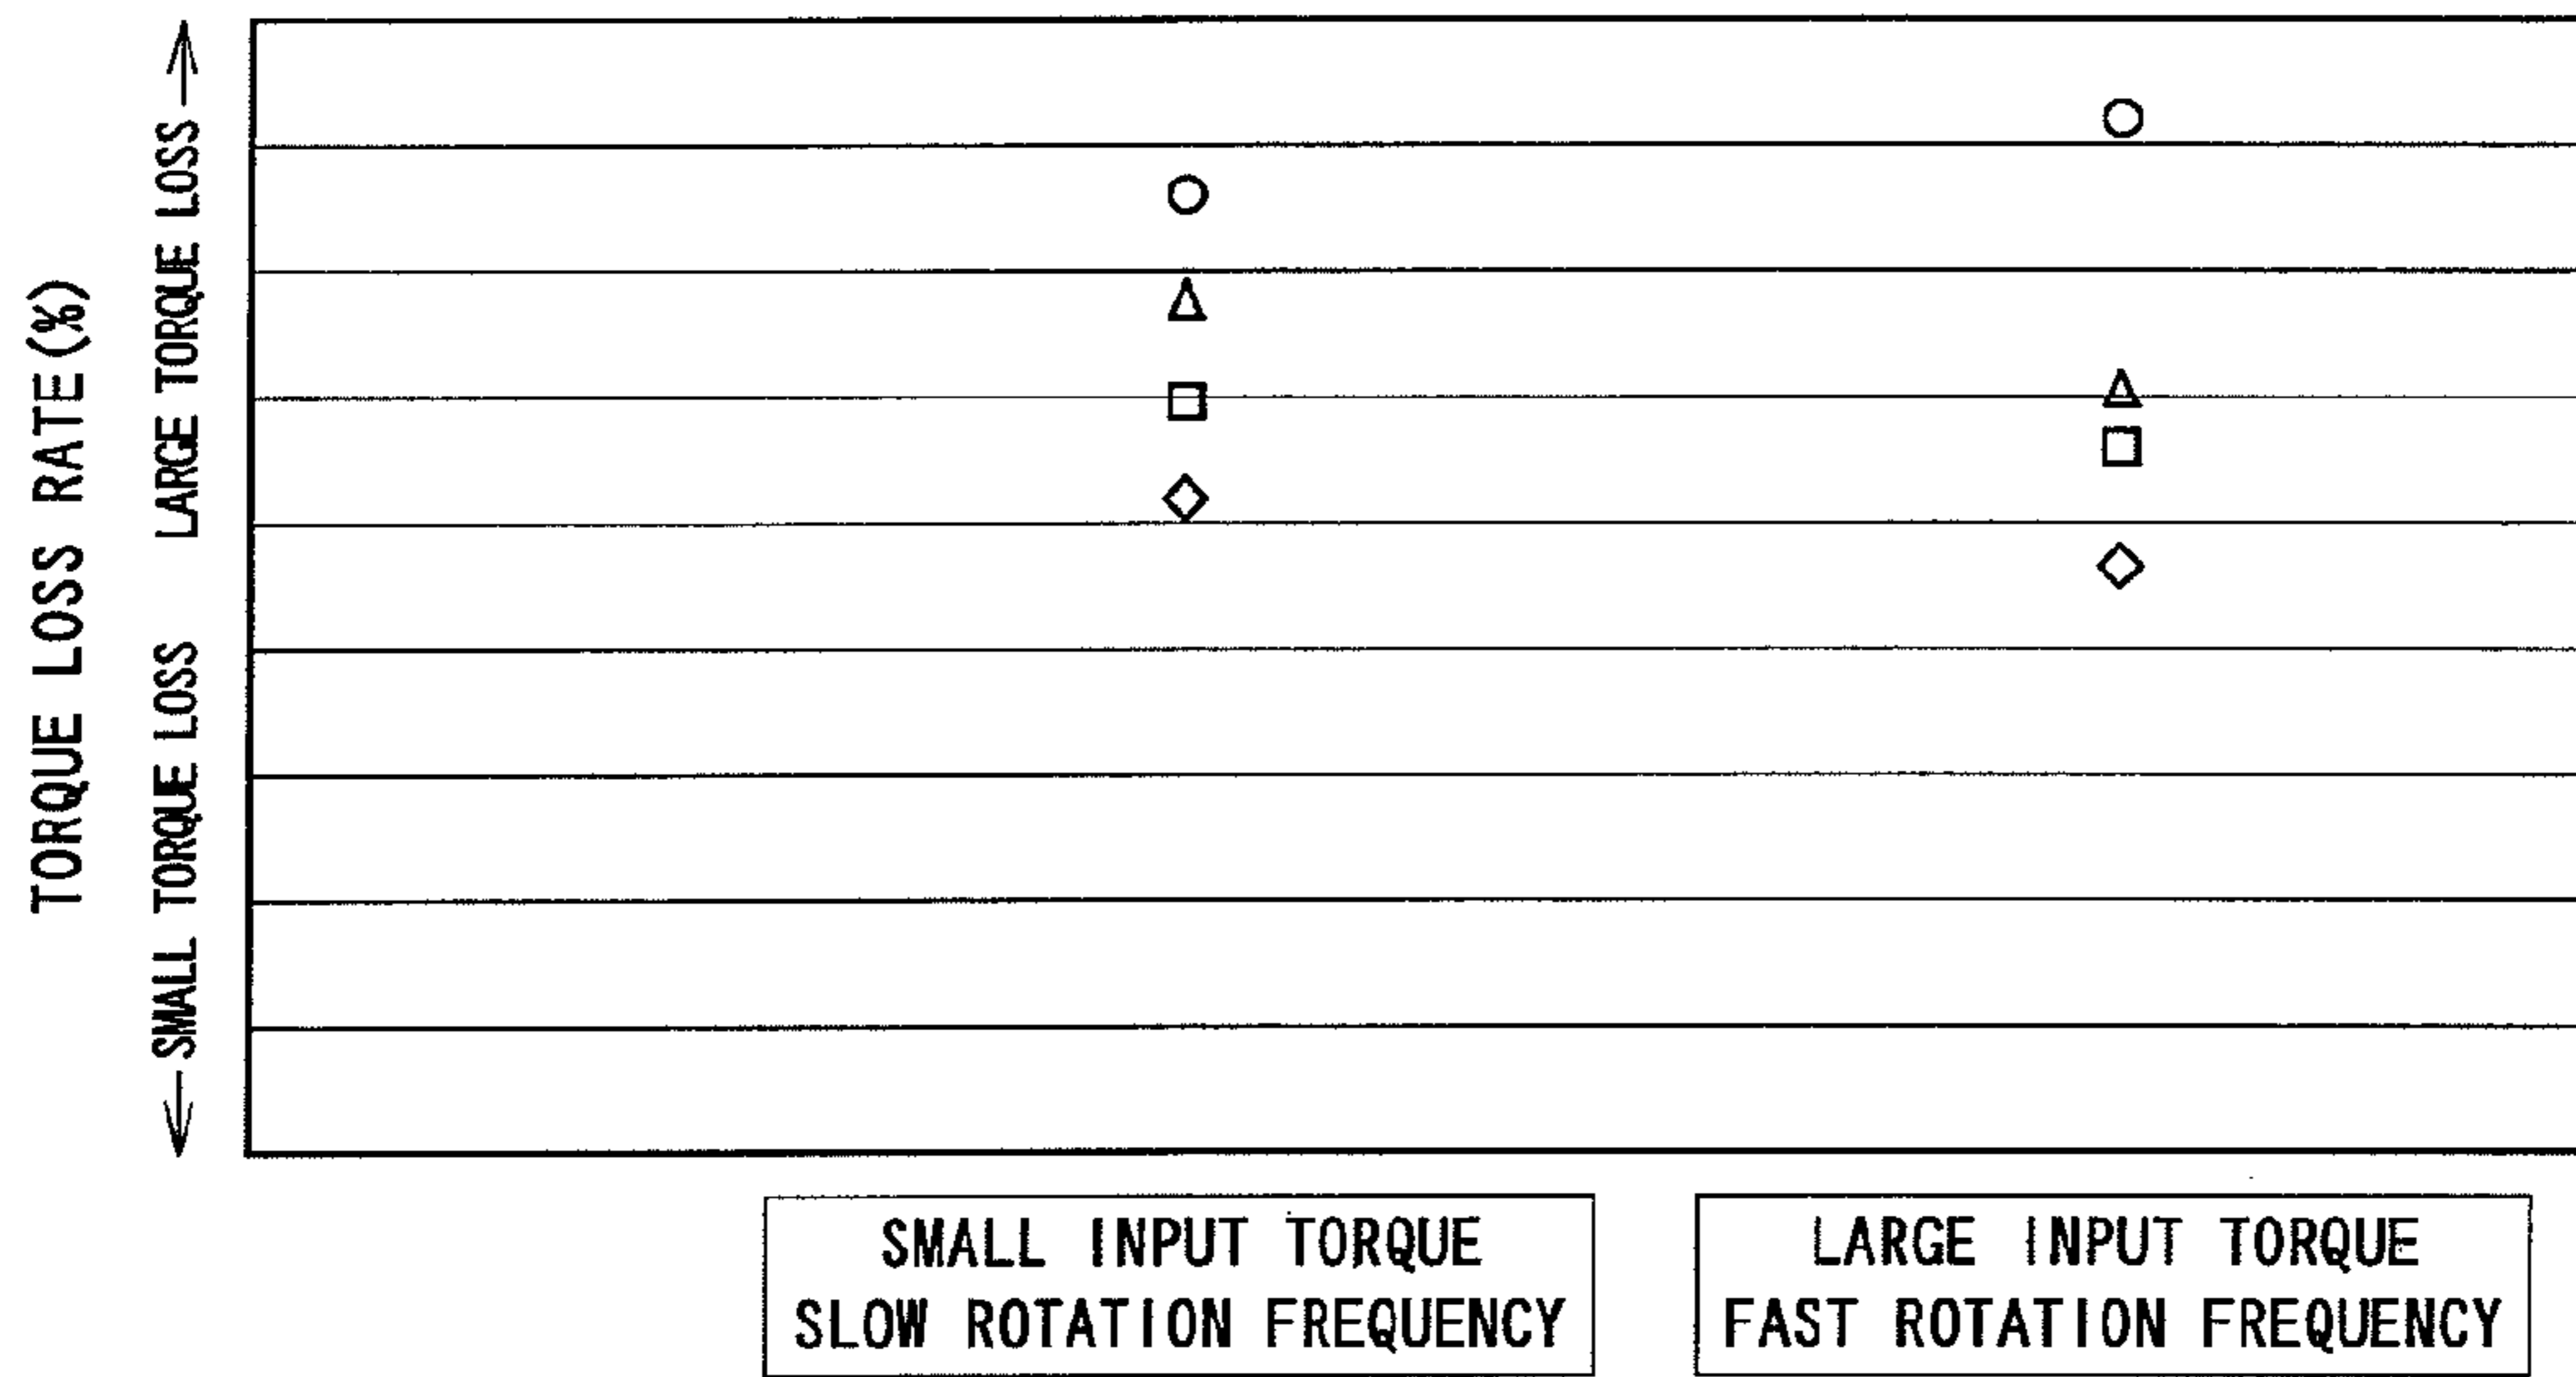 TORQUE LOSS RATE(%)
LARGE TORQUE LOSS
SMALL TORQUE LOSS
SMALL INPUT TORQUE
SLOW ROTATION FREQUENCY
LARGE INPUT TORQUE
FAST ROTATION FREQUENCY